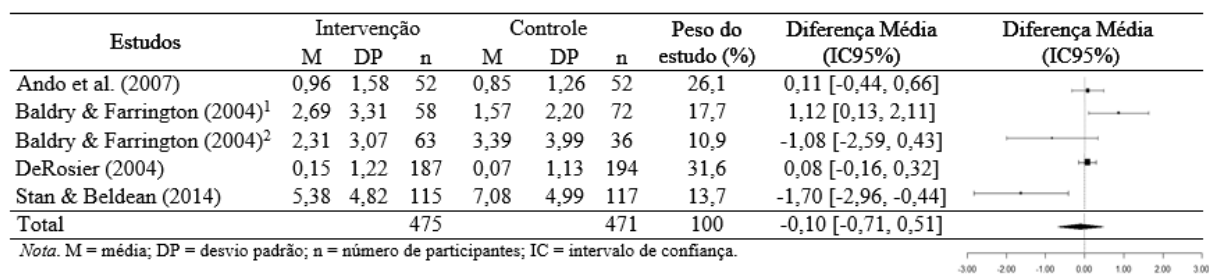 Estudos Intervenção Controle Peso do estudo (%) Diferença Média (IC95%) Diferença Média (IC95%)
M DP n M DP n
Ando et al. (2007) 0,96 1,58 52 0,85 1,26 52 26,1 0,11 [-0,44, 0,66]
Baldry & Farrington (2004)¹ 2,69 3,31 58 1,57 2,20 72 17,7 1,12 [0,13, 2,11]
Baldry & Farrington (2004)² 2,31 3,07 63 3,39 3,99 36 10,9 -1,08 [-2,59, 0,43]
DeRosier (2004) 0,15 1,22 187 0,07 1,13 194 31,6 0,08 [-0,16, 0,32]
Stan & Beldean (2014) 5,38 4,82 115 7,08 4,99 117 13,7 -1,70 [-2,96, -0,44]
Total 475 471 100 -0,10 [-0,71, 0,51]
Nota. M = média; DP = desvio padrão; n = número de participantes; IC = intervalo de confiança.
-3.00 -2.00 -1.00 0.00 1.00 2.00 3.00